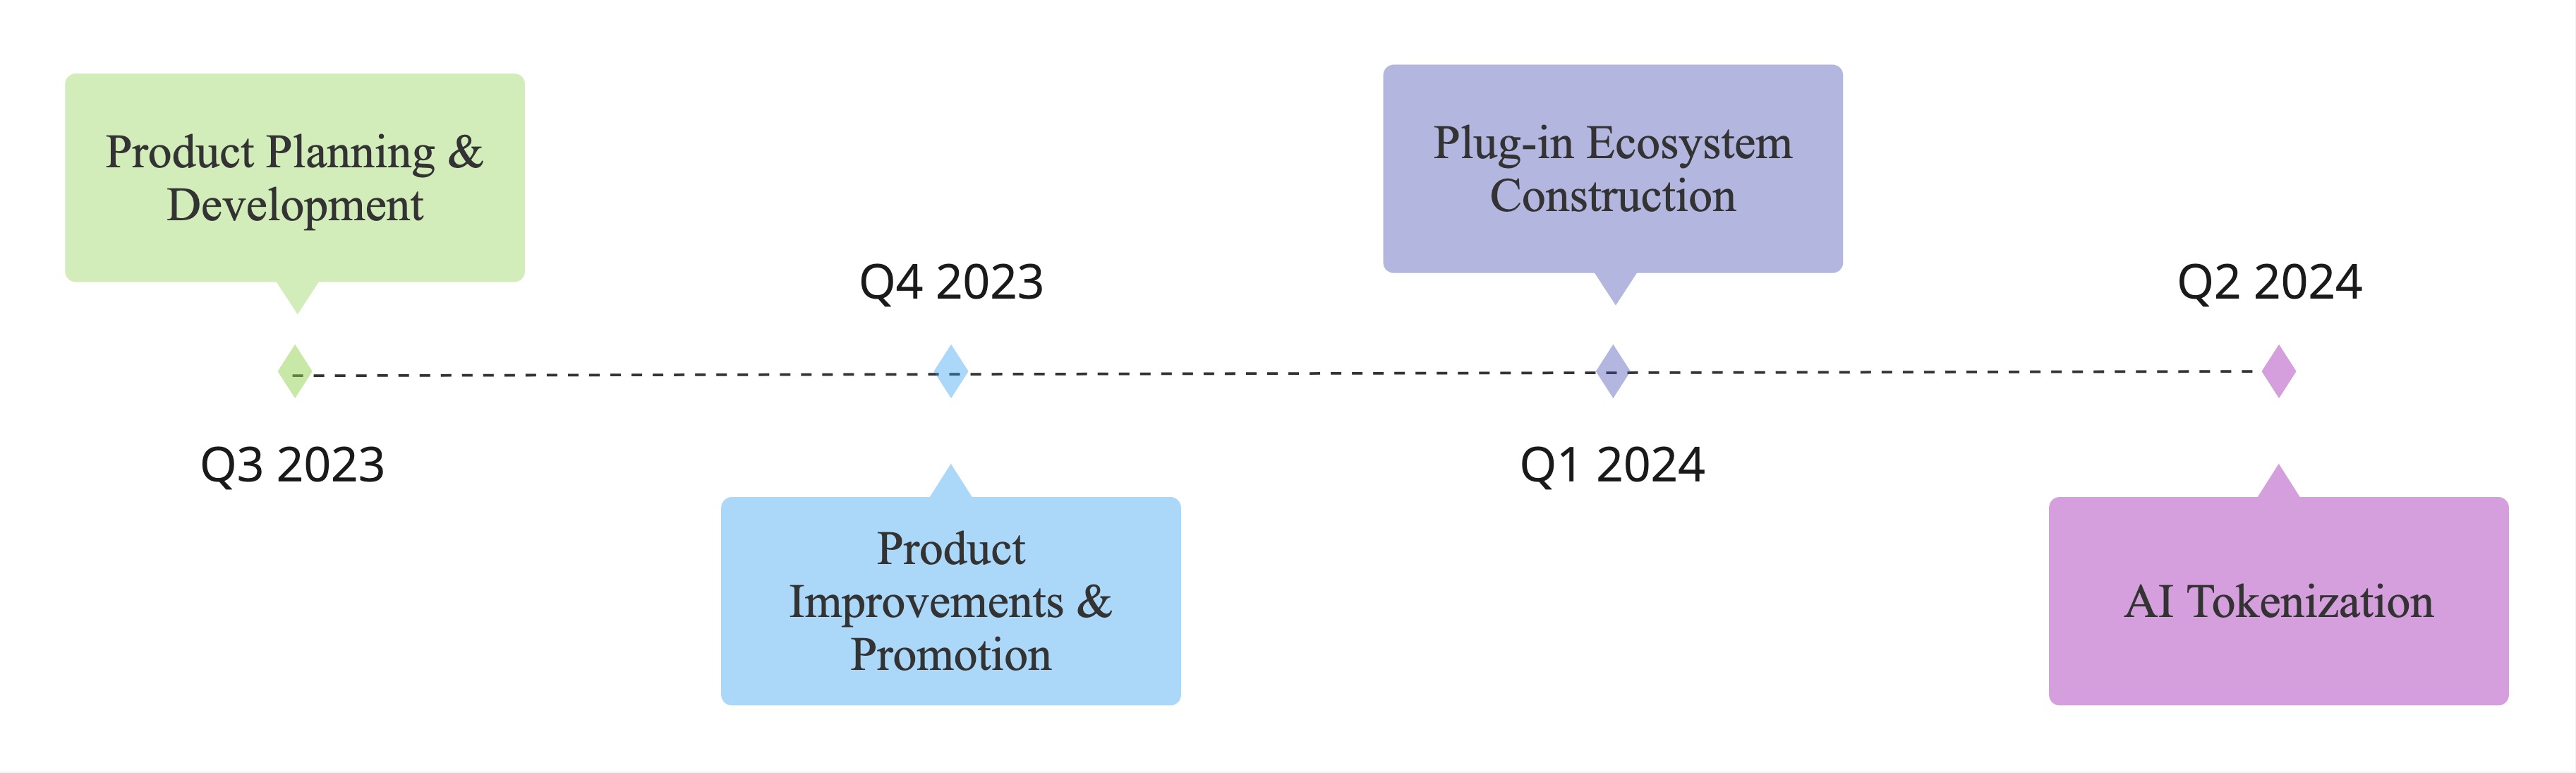 Product Planning &
Development
Q3 2023
Q4 2023
Product
Improvements &
Promotion
Plug-in Ecosystem
Construction
Q1 2024
Q2 2024
AI Tokenization